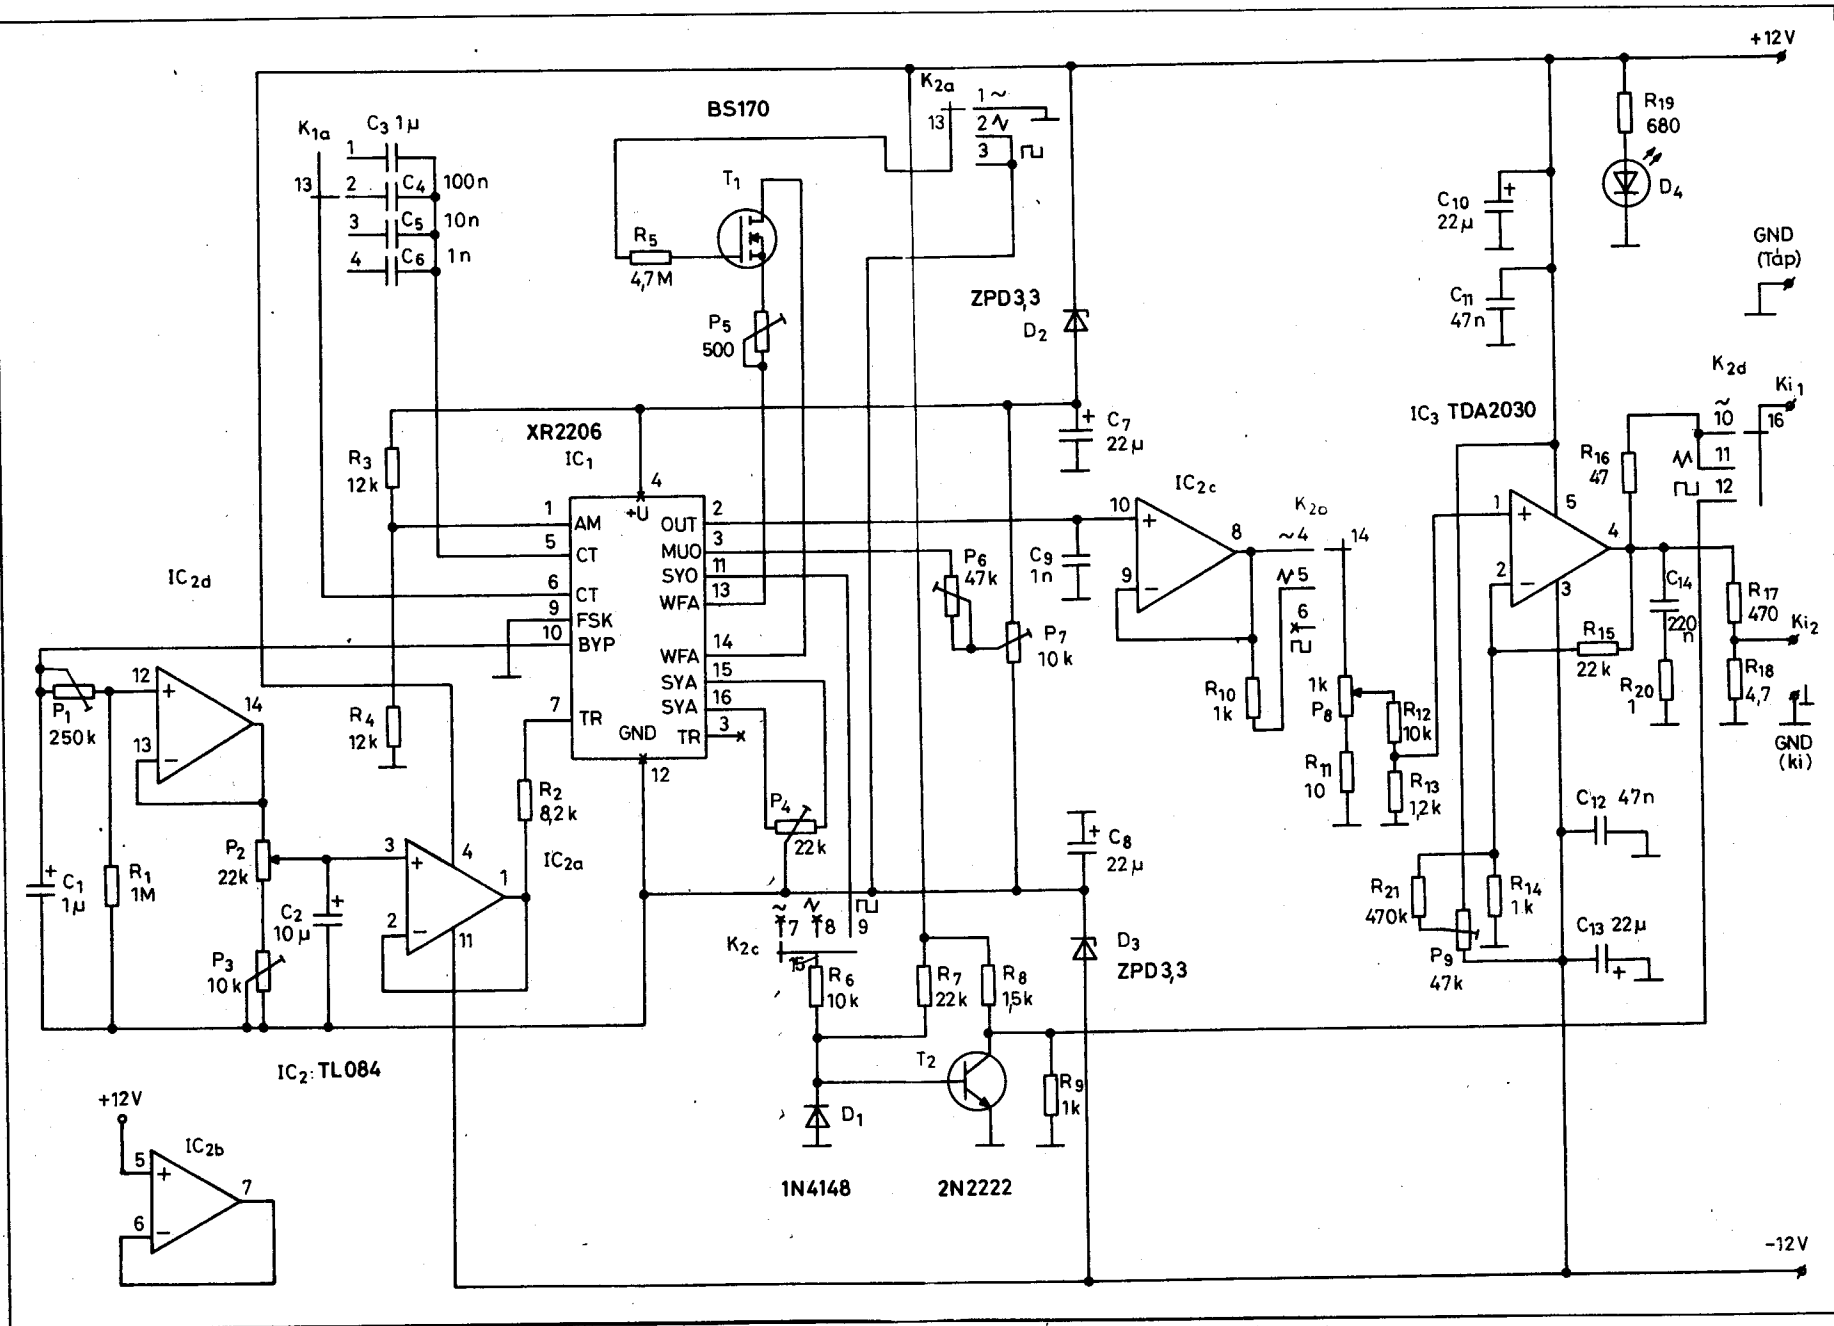 +12V
K2a
1 ~
13
2
3
BS170
R19
680
D4
K1a
C3 1µ
1
13
2
C4
100n
3
C5
10n
4
C6
1n
T1
R5
4,7M
C10
22µ
+
GND
(Táp)
ZPD3,3
D2
C11
47n
P5
500
K2d
Ki1
~
10
16
11
12
IC3 TDA2030
XR2206
IC1
C7
22µ
+
R3
12k
4
+U
1
AM
OUT
2
5
CT
MUO
3
SYO
11
6
CT
WFA
13
9
FSK
10
BYP
WFA
14
SYA
15
SYA
16
7
TR
GND
TR
3
12
IC2c
10
+
8
9
−
K2b
~4
14
5
6
C9
1n
P6
47k
P7
10k
R16
47
1
+
5
4
2
−
3
C14
220
n
R17
470
Ki2
R15
22k
R18
4,7
R20
1
GND
(ki)
IC2d
12
+
14
13
−
P1
250k
R4
12k
R10
1k
1k
P8
R12
10k
R11
10
R13
1,2k
C12 47n
R2
8,2k
P4
22k
C8
22µ
+
IC2a
3
+
4
1
2
−
11
P2
22k
R1
1M
C1
1µ
+
C2
10µ
+
P3
10k
~
7
8
9
K2c
15
R6
10k
R7
22k
R8
1,5k
D3
ZPD3,3
R21
470k
R14
1k
P9
47k
C13 22µ
+
IC2: TL084
T2
R9
1k
D1
1N4148
2N2222
+12V
IC2b
5
+
7
6
−
−12V